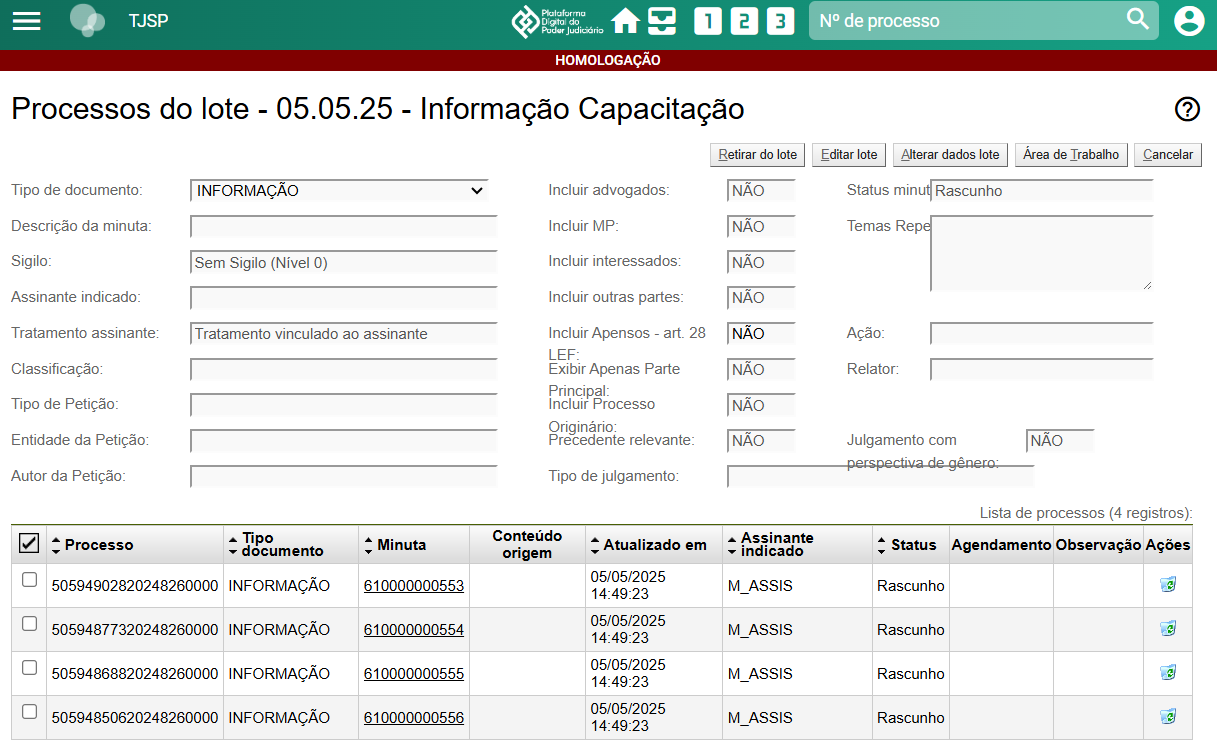 TJSP
Plataforma
Digital do
Poder Judiciário
1 2 3
Nº de processo
HOMOLOGAÇÃO
Processos do lote - 05.05.25 - Informação Capacitação
Retirar do lote Editar lote Alterar dados lote Área de Trabalho Cancelar
Tipo de documento: INFORMAÇÃO Incluir advogados: NÃO Status minut Rascunho
Descrição da minuta: Incluir MP: NÃO Temas Repe
Sigilo: Sem Sigilo (Nível 0) Incluir interessados: NÃO
Assinante indicado: Incluir outras partes: NÃO
Tratamento assinante: Tratamento vinculado ao assinante Incluir Apensos - art. 28 NÃO Ação:
LEF:
Classificação: Exibir Apenas Parte NÃO Relator:
Principal:
Tipo de Petição: Incluir Processo NÃO
Originário:
Entidade da Petição: Precedente relevante: NÃO Julgamento com NÃO
perspectiva de gênero:
Autor da Petição: Tipo de julgamento:
Lista de processos (4 registros):
Processo Tipo documento Minuta Conteúdo origem Atualizado em Assinante indicado Status Agendamento Observação Ações
50594902820248260000 INFORMAÇÃO 610000000553 05/05/2025 14:49:23 M_ASSIS Rascunho
50594877320248260000 INFORMAÇÃO 610000000554 05/05/2025 14:49:23 M_ASSIS Rascunho
50594868820248260000 INFORMAÇÃO 610000000555 05/05/2025 14:49:23 M_ASSIS Rascunho
50594850620248260000 INFORMAÇÃO 610000000556 05/05/2025 14:49:23 M_ASSIS Rascunho